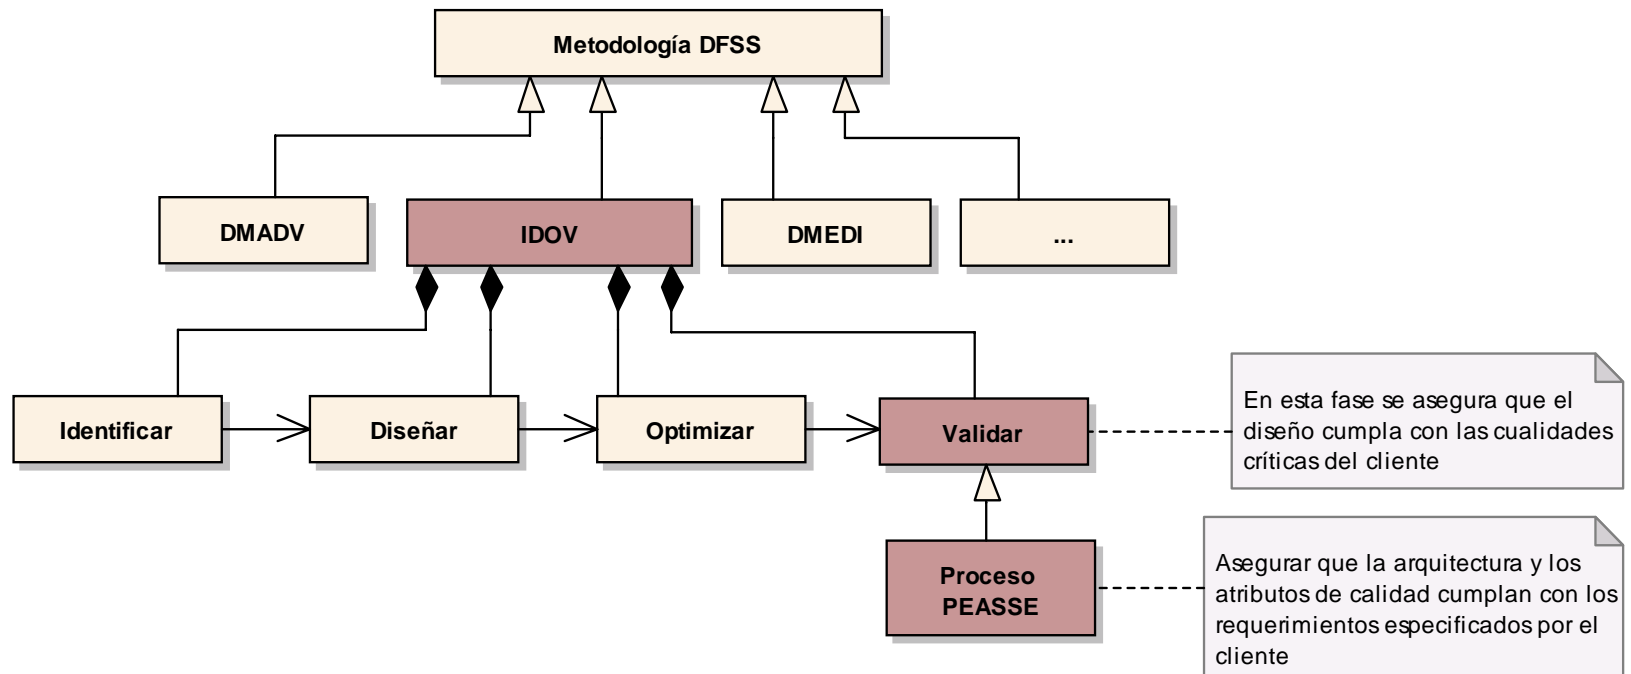 Metodología DFSS
DMADV
IDOV
DMEDI
...
Identificar
Diseñar
Optimizar
Validar
En esta fase se asegura que el
diseño cumpla con las cualidades
críticas del cliente
Proceso
PEASSE
Asegurar que la arquitectura y los
atributos de calidad cumplan con los
requerimientos especificados por el
cliente